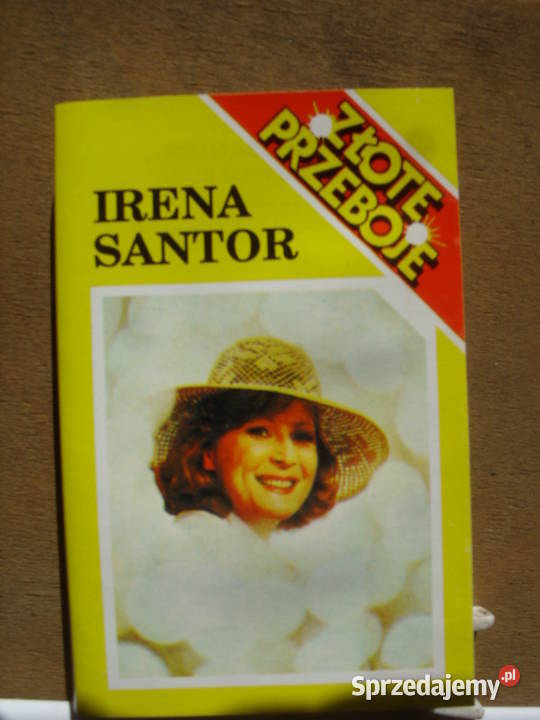 ZŁOTE
PRZEBOJE
IRENA
SANTOR
Sprzedajemy.pl